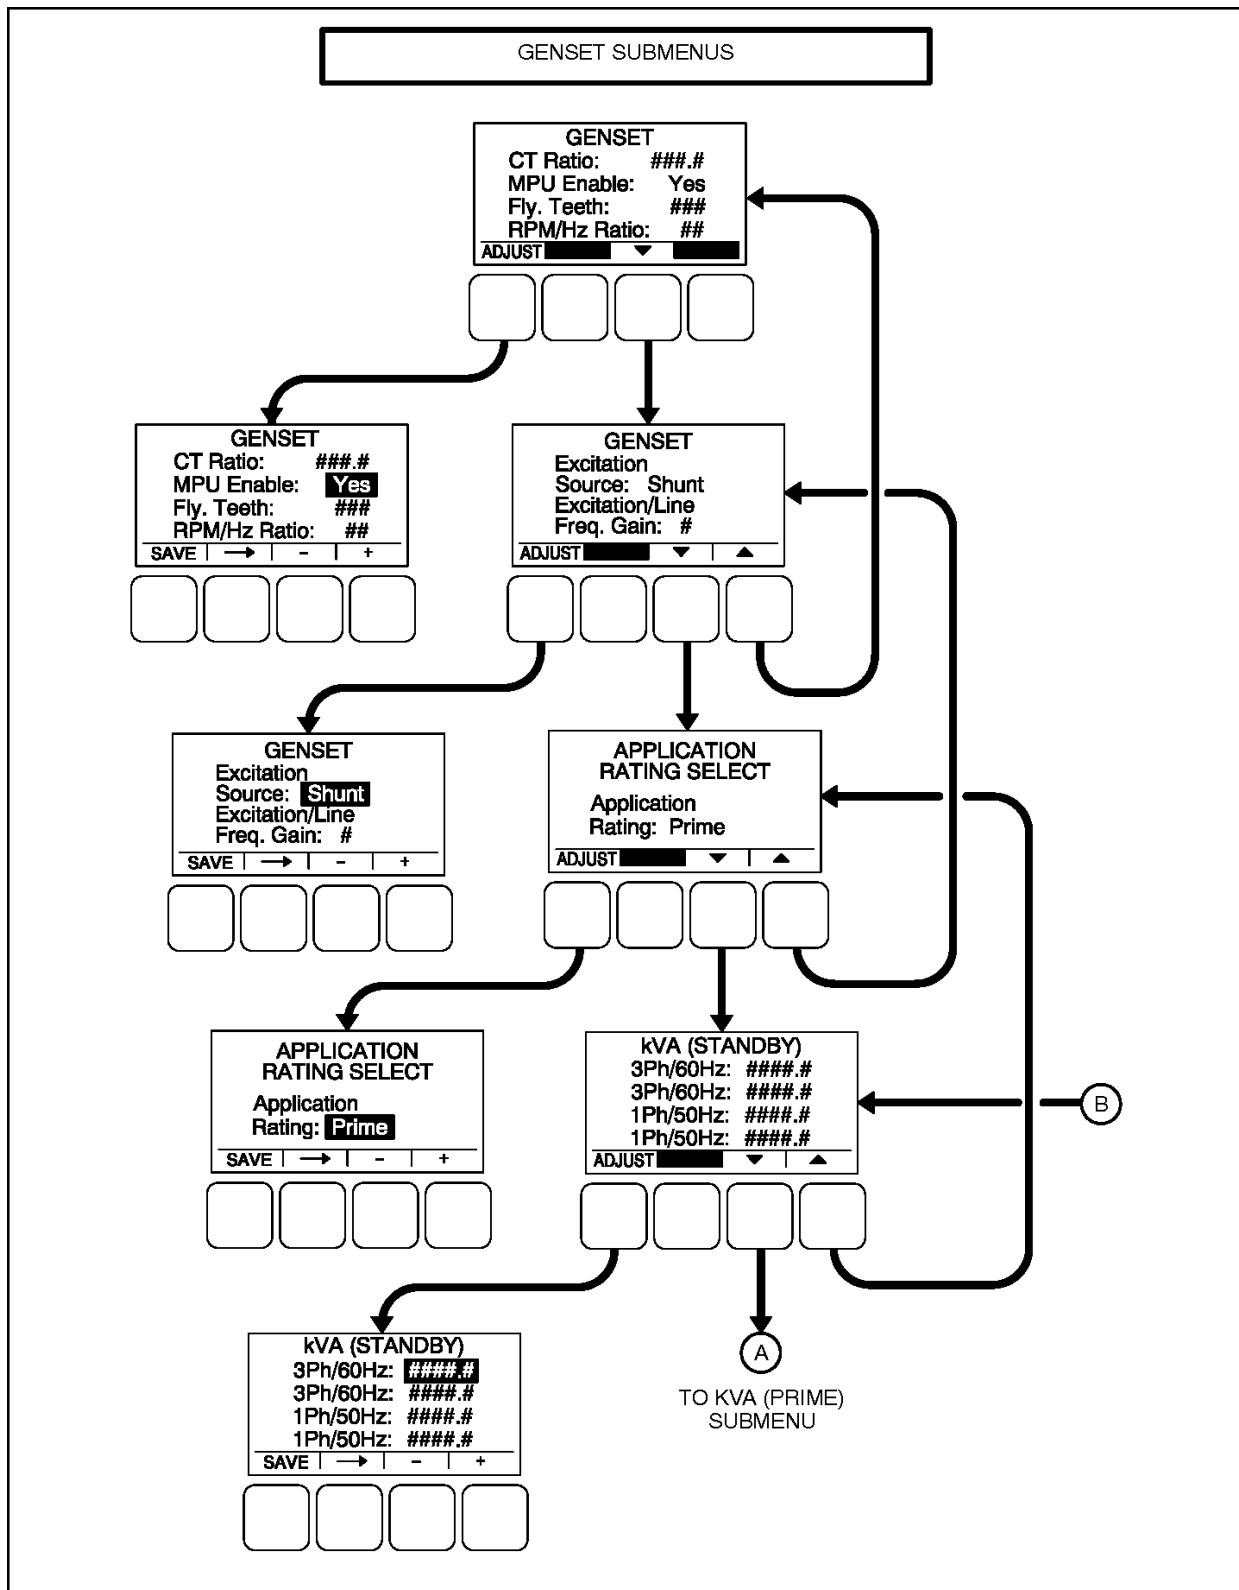 GENSET SUBMENUS
GENSET
CT Ratio: ###.#
MPU Enable: Yes
Fly. Teeth: ###
RPM/Hz Ratio: ##
ADJUST ▼
GENSET
CT Ratio: ###.#
MPU Enable: Yes
Fly. Teeth: ###
RPM/Hz Ratio: ##
SAVE → - +
GENSET
Excitation
Source: Shunt
Excitation/Line
Freq. Gain: #
ADJUST ▼ ▲
GENSET
Excitation
Source: Shunt
Excitation/Line
Freq. Gain: #
SAVE → - +
APPLICATION
RATING SELECT
Application
Rating: Prime
ADJUST ▼ ▲
APPLICATION
RATING SELECT
Application
Rating: Prime
SAVE → - +
kVA (STANDBY)
3Ph/60Hz: ####.#
3Ph/60Hz: ####.#
1Ph/50Hz: ####.#
1Ph/50Hz: ####.#
ADJUST ▼ ▲
B
kVA (STANDBY)
3Ph/60Hz: ####.#
3Ph/60Hz: ####.#
1Ph/50Hz: ####.#
1Ph/50Hz: ####.#
SAVE → - +
A
TO KVA (PRIME)
SUBMENU